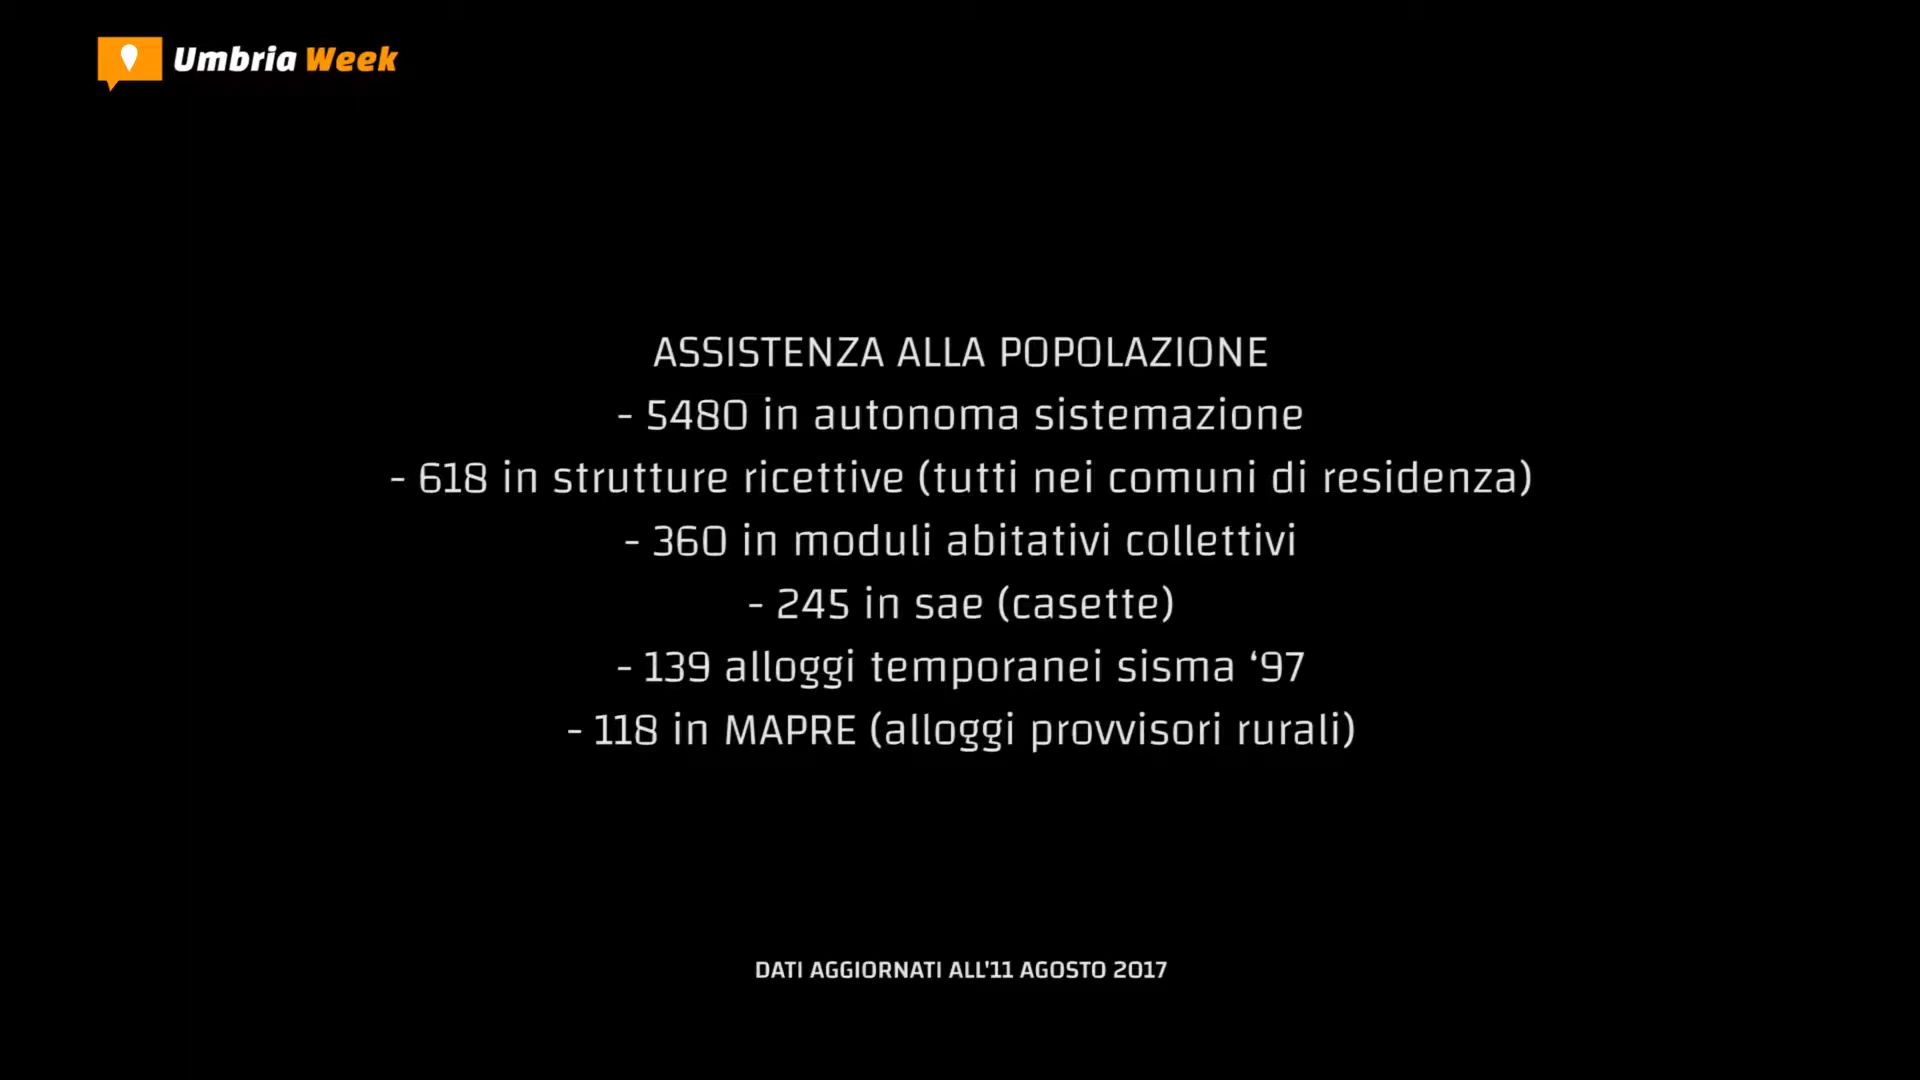 Umbria Week
ASSISTENZA ALLA POPOLAZIONE
- 5480 in autonoma sistemazione
- 618 in strutture ricettive (tutti nei comuni di residenza)
- 360 in moduli abitativi collettivi
- 245 in sae (casette)
- 139 alloggi temporanei sisma ‘97
- 118 in MAPRE (alloggi provvisori rurali)
DATI AGGIORNATI ALL'11 AGOSTO 2017